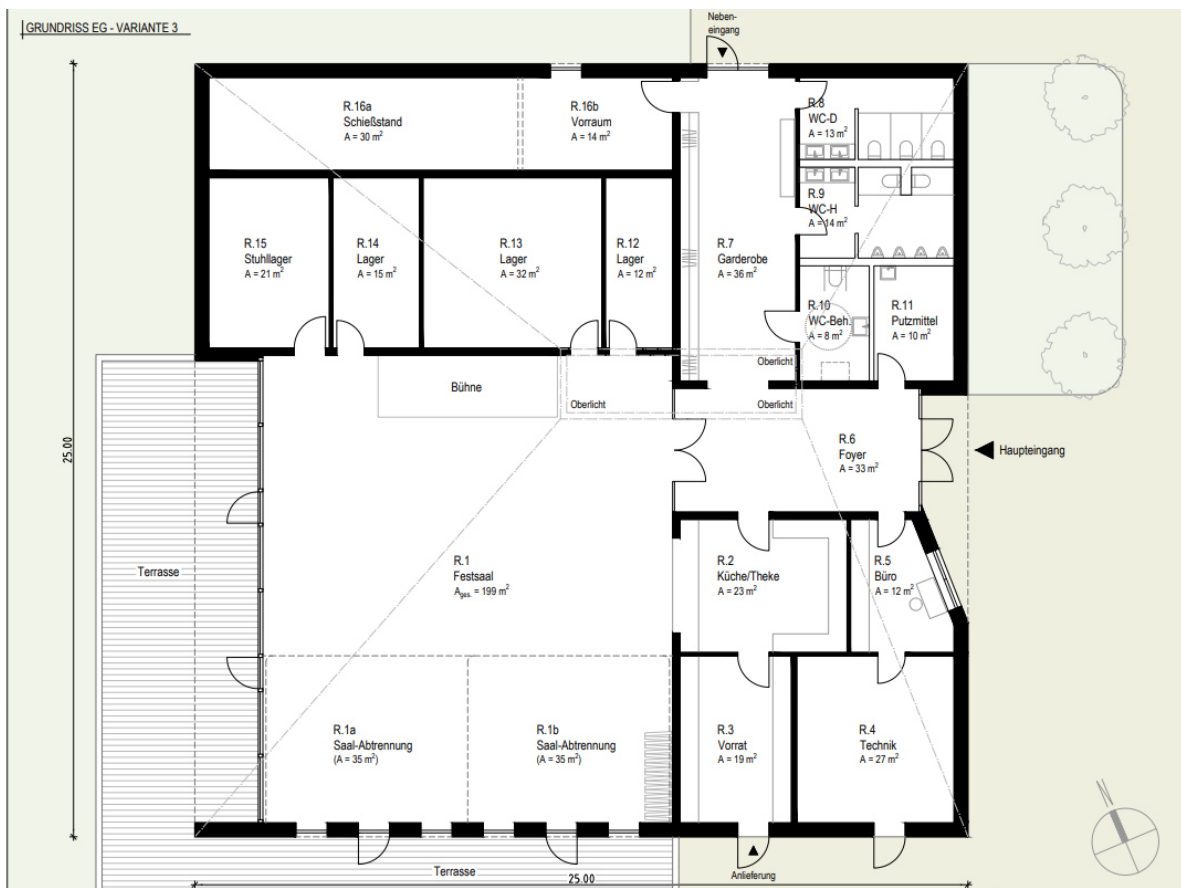 GRUNDRISS EG - VARIANTE 3
Neben-
eingang
R.16a
Schießstand
A = 30 m²
R.16b
Vorraum
A = 14 m²
R.8
WC-D
A = 13 m²
R.9
WC-H
A = 14 m²
R.15
Stuhllager
A = 21 m²
R.14
Lager
A = 15 m²
R.13
Lager
A = 32 m²
R.12
Lager
A = 12 m²
R.7
Garderobe
A = 36 m²
R.10
WC-Beh.
A = 8 m²
R.11
Putzmittel
A = 10 m²
Oberlicht
Bühne
Oberlicht
Oberlicht
R.6
Foyer
A = 33 m²
Haupteingang
25.00
Terrasse
R.1
Festsaal
Ages. = 199 m²
R.2
Küche/Theke
A = 23 m²
R.5
Büro
A = 12 m²
R.1a
Saal-Abtrennung
(A = 35 m²)
R.1b
Saal-Abtrennung
(A = 35 m²)
R.3
Vorrat
A = 19 m²
R.4
Technik
A = 27 m²
N
Terrasse
25.00
Anlieferung